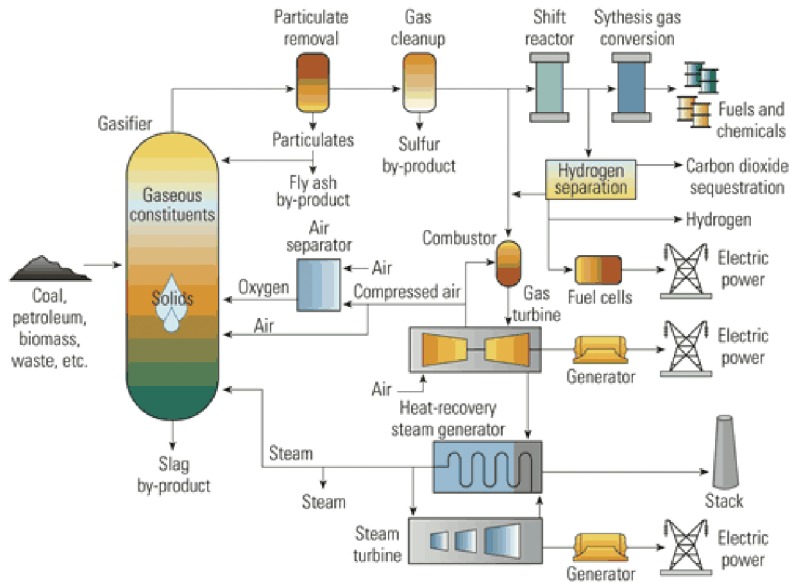 Particulate
removal
Gas
cleanup
Shift
reactor
Sythesis gas
conversion
Gasifier
Particulates
Sulfur
by-product
Fuels and
chemicals
Fly ash
by-product
Gaseous
constituents
Hydrogen
separation
Carbon dioxide
sequestration
Hydrogen
Air
separator
Combustor
Air
Oxygen
Compressed air
Solids
Coal,
petroleum,
biomass,
waste, etc.
Fuel cells
Electric
power
Gas
turbine
Air
Electric
power
Generator
Air
Heat-recovery
steam generator
Steam
Slag
by-product
Steam
Stack
Steam
turbine
Electric
power
Generator